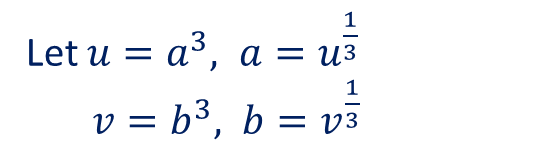 Let u = a³, a = u^{1/3}
v = b³, b = v^{1/3}